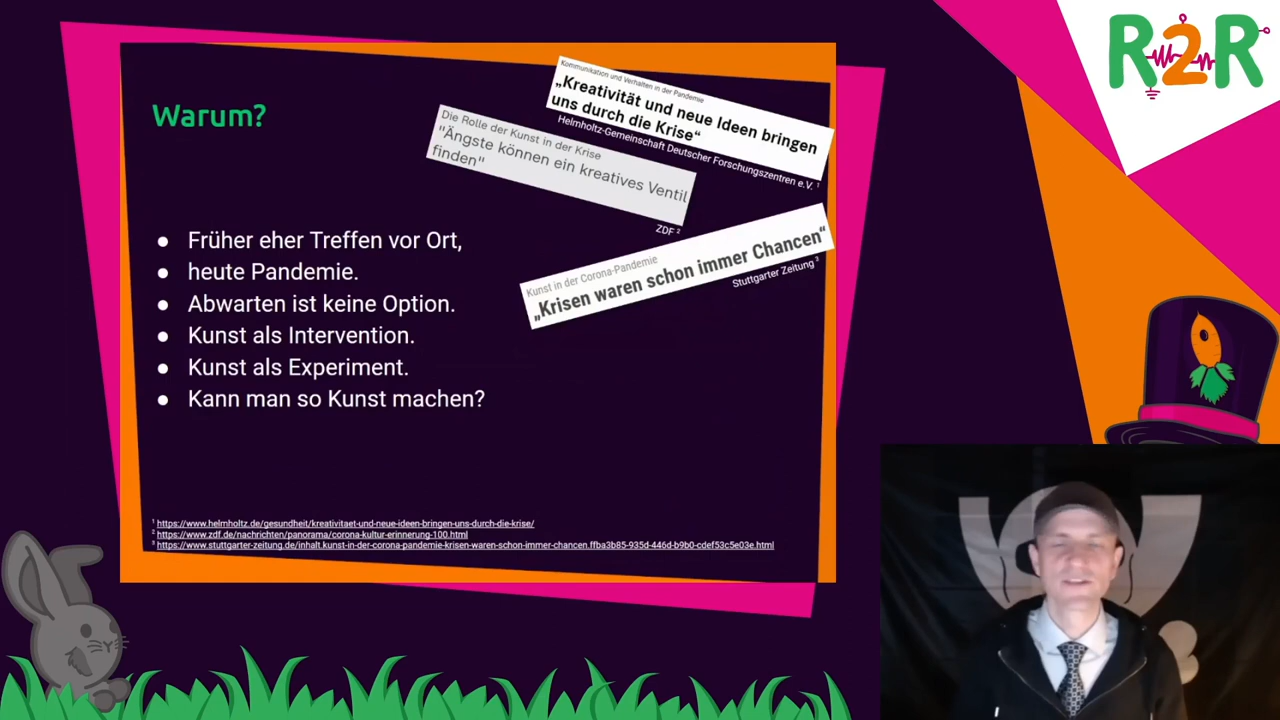 R2R
Warum?
Kommunikation und Verhalten in der Pandemie
„Kreativität und neue Ideen bringen
uns durch die Krise“
Helmholtz-Gemeinschaft Deutscher Forschungszentren e.V. ¹
Die Rolle der Kunst in der Krise
"Ängste können ein kreatives Ventil
finden"
ZDF ²
Kunst in der Corona-Pandemie
„Krisen waren schon immer Chancen“
Stuttgarter Zeitung ³
● Früher eher Treffen vor Ort,
● heute Pandemie.
● Abwarten ist keine Option.
● Kunst als Intervention.
● Kunst als Experiment.
● Kann man so Kunst machen?
¹ https://www.helmholtz.de/gesundheit/kreativitaet-und-neue-ideen-bringen-uns-durch-die-krise/
² https://www.zdf.de/nachrichten/panorama/corona-kultur-erinnerung-100.html
³ https://www.stuttgarter-zeitung.de/inhalt.kunst-in-der-corona-pandemie-krisen-waren-schon-immer-chancen.ffba3b85-935d-446d-b9b0-cdef53c5e03e.html